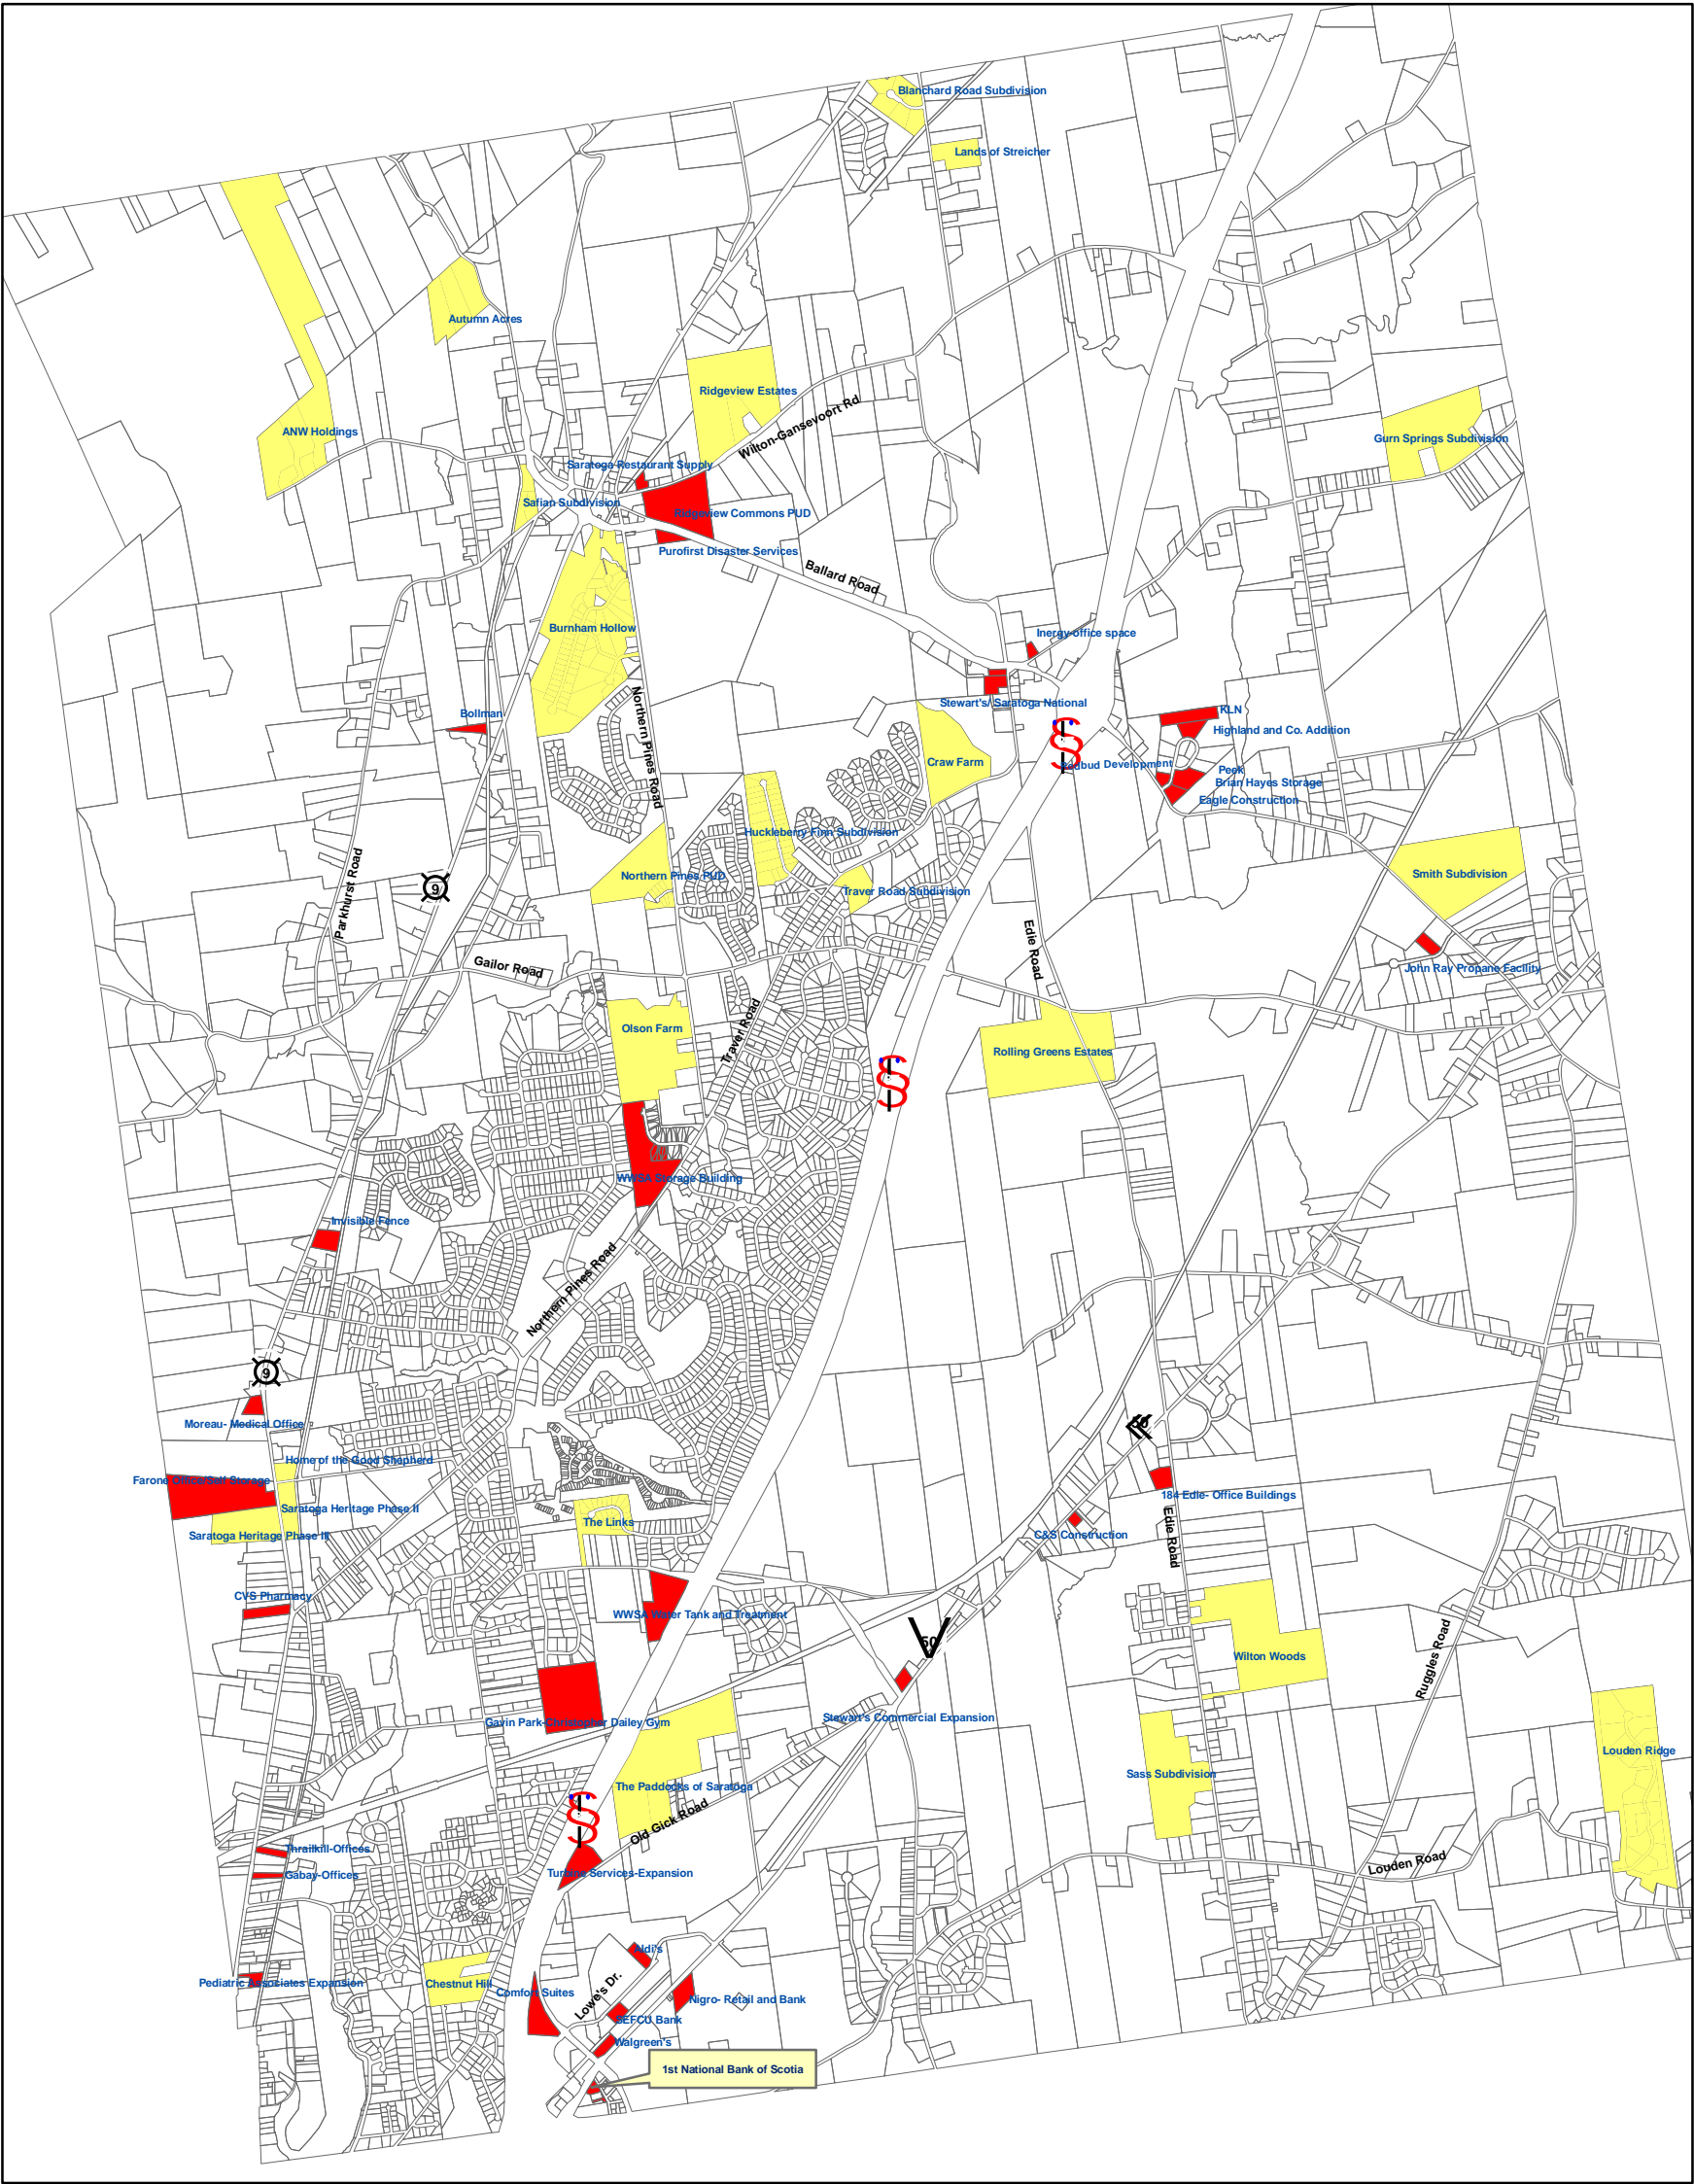 Blanchard Road Subdivision
Lands of Streicher
Autumn Acres
Ridgeview Estates
Wilton-Gansevoort Rd
ANW Holdings
Gurn Springs Subdivision
Saratoga Restaurant Supply
Safian Subdivision
Ridgeview Commons PUD
Purofirst Disaster Services
Ballard Road
Burnham Hollow
Inergy-office space
Stewart's/ Saratoga National
Bollman
KLN
Highland and Co. Addition
Northern Pines Road
Craw Farm
Redbud Development
Peek
Brian Hayes Storage
Eagle Construction
Huckleberry Finn Subdivision
Northern Pines PUD
Traver Road Subdivision
Smith Subdivision
Parkhurst Road
9
Edie Road
Gailor Road
John Ray Propane Facility
Olson Farm
Traver Road
Rolling Greens Estates
WWSA Storage Building
Invisible Fence
Northern Pines Road
9
Moreau- Medical Office
50
Home of the Good Shepherd
Saratoga Heritage Phase II
184 Edie- Office Buildings
The Links
Saratoga Heritage Phase III
C&S Construction
Edie Road
CVS Pharmacy
WWSA Water Tank and Treatment
50
Wilton Woods
Ruggles Road
Gavin Park-Christopher Dailey Gym
Stewart's Commercial Expansion
Louden Ridge
Sass Subdivision
The Paddocks of Saratoga
Old Gick Road
Thrailkill-Offices
Turbine Services-Expansion
Gabay-Offices
Louden Road
Aldi's
Pediatric Associates Expansion
Chestnut Hill
Comfort Suites
Lowe's Dr.
Nigro- Retail and Bank
SEFCU Bank
Walgreen's
1st National Bank of Scotia